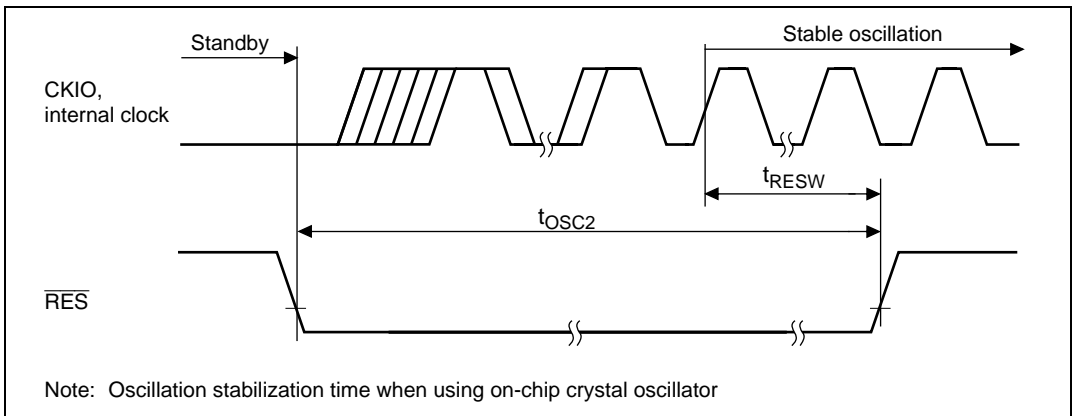 Standby
Stable oscillation
CKIO,
internal clock
tRESW
tOSC2
RES
Note: Oscillation stabilization time when using on-chip crystal oscillator